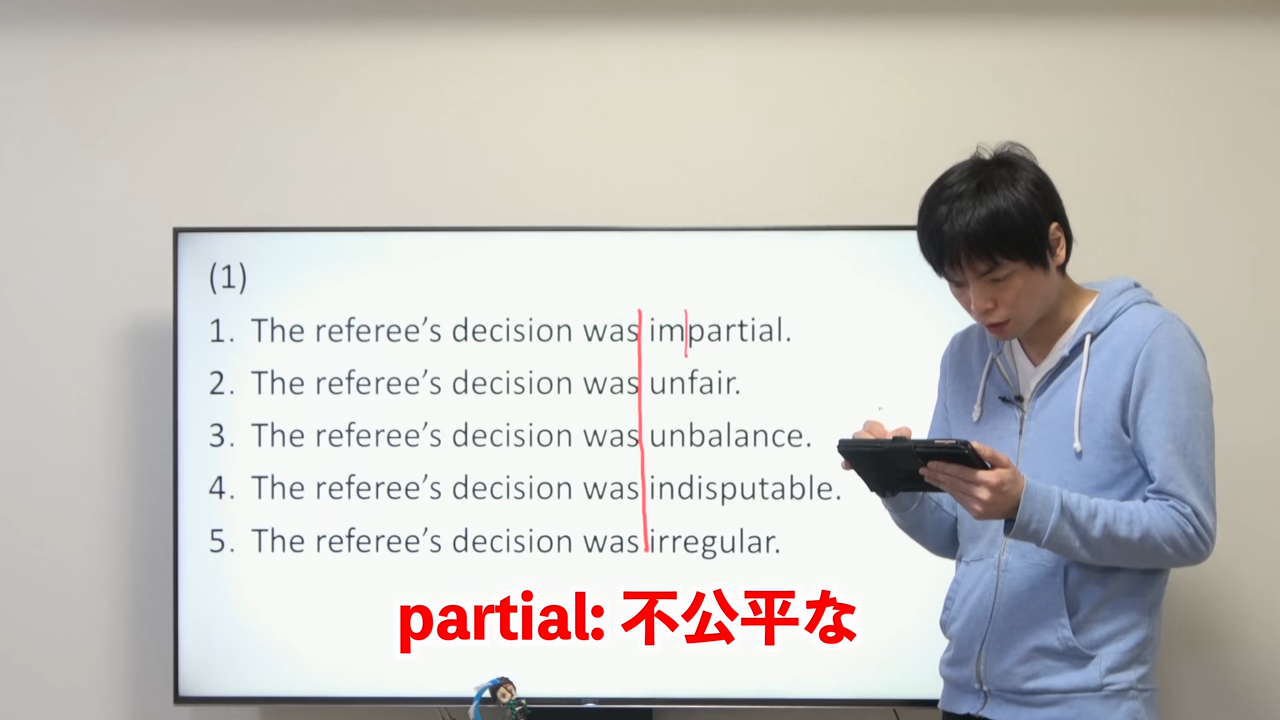 (1)
1. The referee's decision was impartial.
2. The referee's decision was unfair.
3. The referee's decision was unbalance.
4. The referee's decision was indisputable.
5. The referee's decision was irregular.
partial: 不公平な